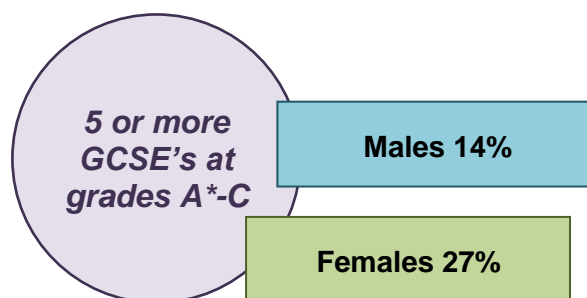 5 or more
GCSE's at
grades A*-C
Males 14%
Females 27%